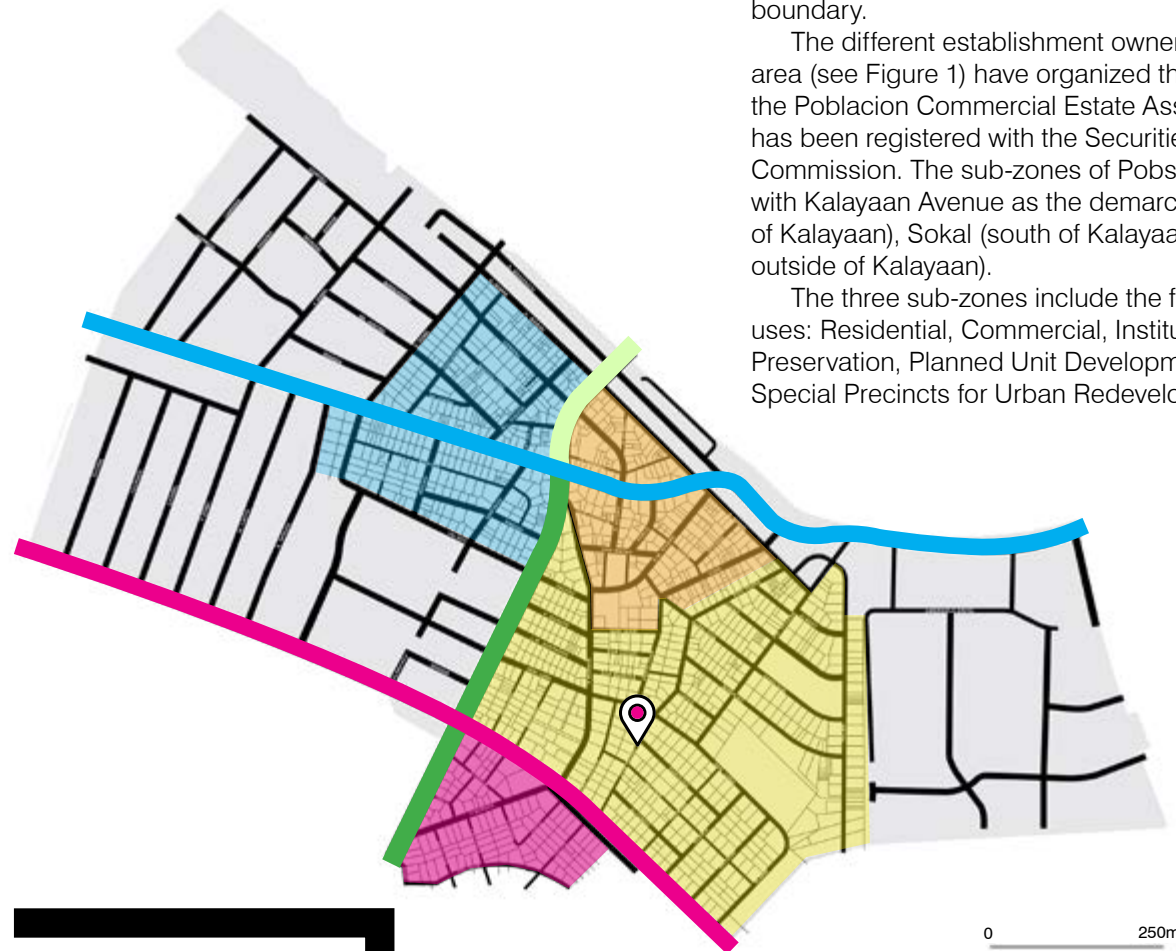 boundary.
The different establishment owner
area (see Figure 1) have organized th
the Poblacion Commercial Estate Ass
has been registered with the Securitie
Commission. The sub-zones of Pobs
with Kalayaan Avenue as the demarc
of Kalayaan), Sokal (south of Kalayaa
outside of Kalayaan).
The three sub-zones include the f
uses: Residential, Commercial, Institu
Preservation, Planned Unit Developm
Special Precincts for Urban Redevelo
0 250m